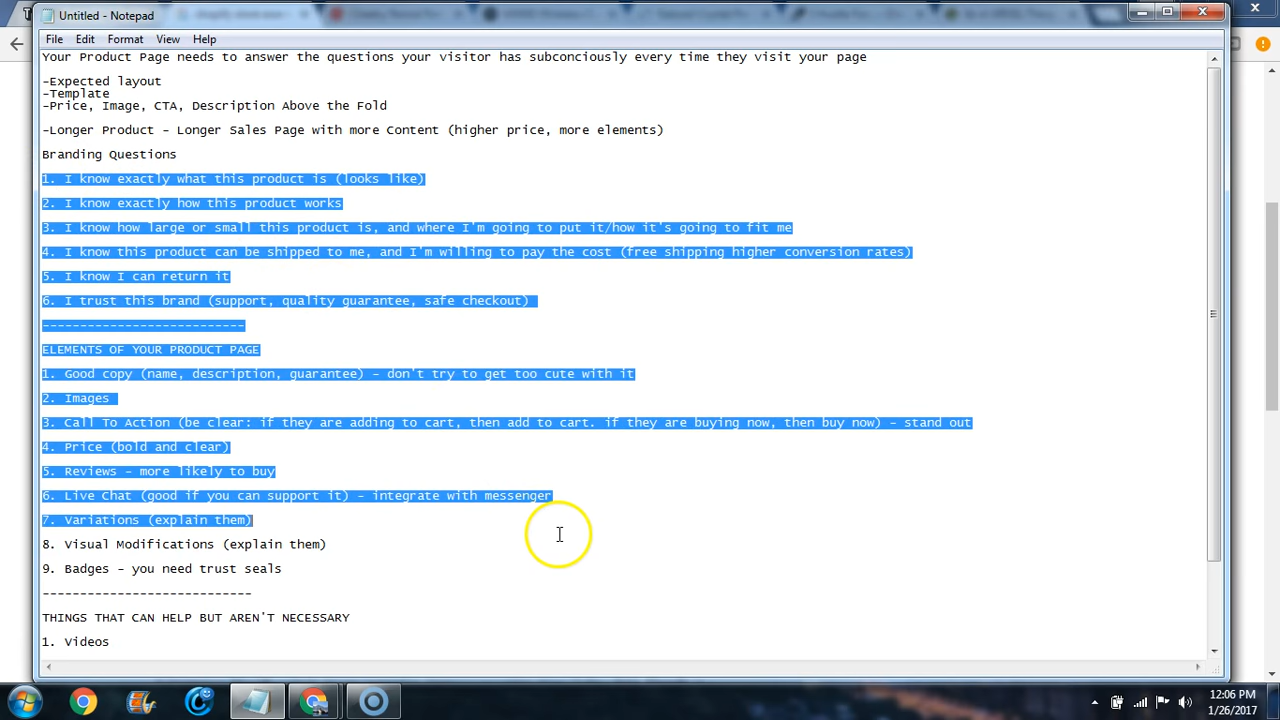 Untitled - Notepad
File Edit Format View Help
Your Product Page needs to answer the questions your visitor has subconciously every time they visit your page
-Expected layout
-Template
-Price, Image, CTA, Description Above the Fold
-Longer Product - Longer Sales Page with more Content (higher price, more elements)
Branding Questions
1. I know exactly what this product is (looks like)
2. I know exactly how this product works
3. I know how large or small this product is, and where I'm going to put it/how it's going to fit me
4. I know this product can be shipped to me, and I'm willing to pay the cost (free shipping higher conversion rates)
5. I know I can return it
6. I trust this brand (support, quality guarantee, safe checkout)
---------------------------
ELEMENTS OF YOUR PRODUCT PAGE
1. Good copy (name, description, guarantee) - don't try to get too cute with it
2. Images
3. Call To Action (be clear: if they are adding to cart, then add to cart. if they are buying now, then buy now) - stand out
4. Price (bold and clear)
5. Reviews - more likely to buy
6. Live Chat (good if you can support it) - integrate with messenger
7. Variations (explain them)
8. Visual Modifications (explain them)
9. Badges - you need trust seals
----------------------------
THINGS THAT CAN HELP BUT AREN'T NECESSARY
1. Videos
12:06 PM
1/26/2017